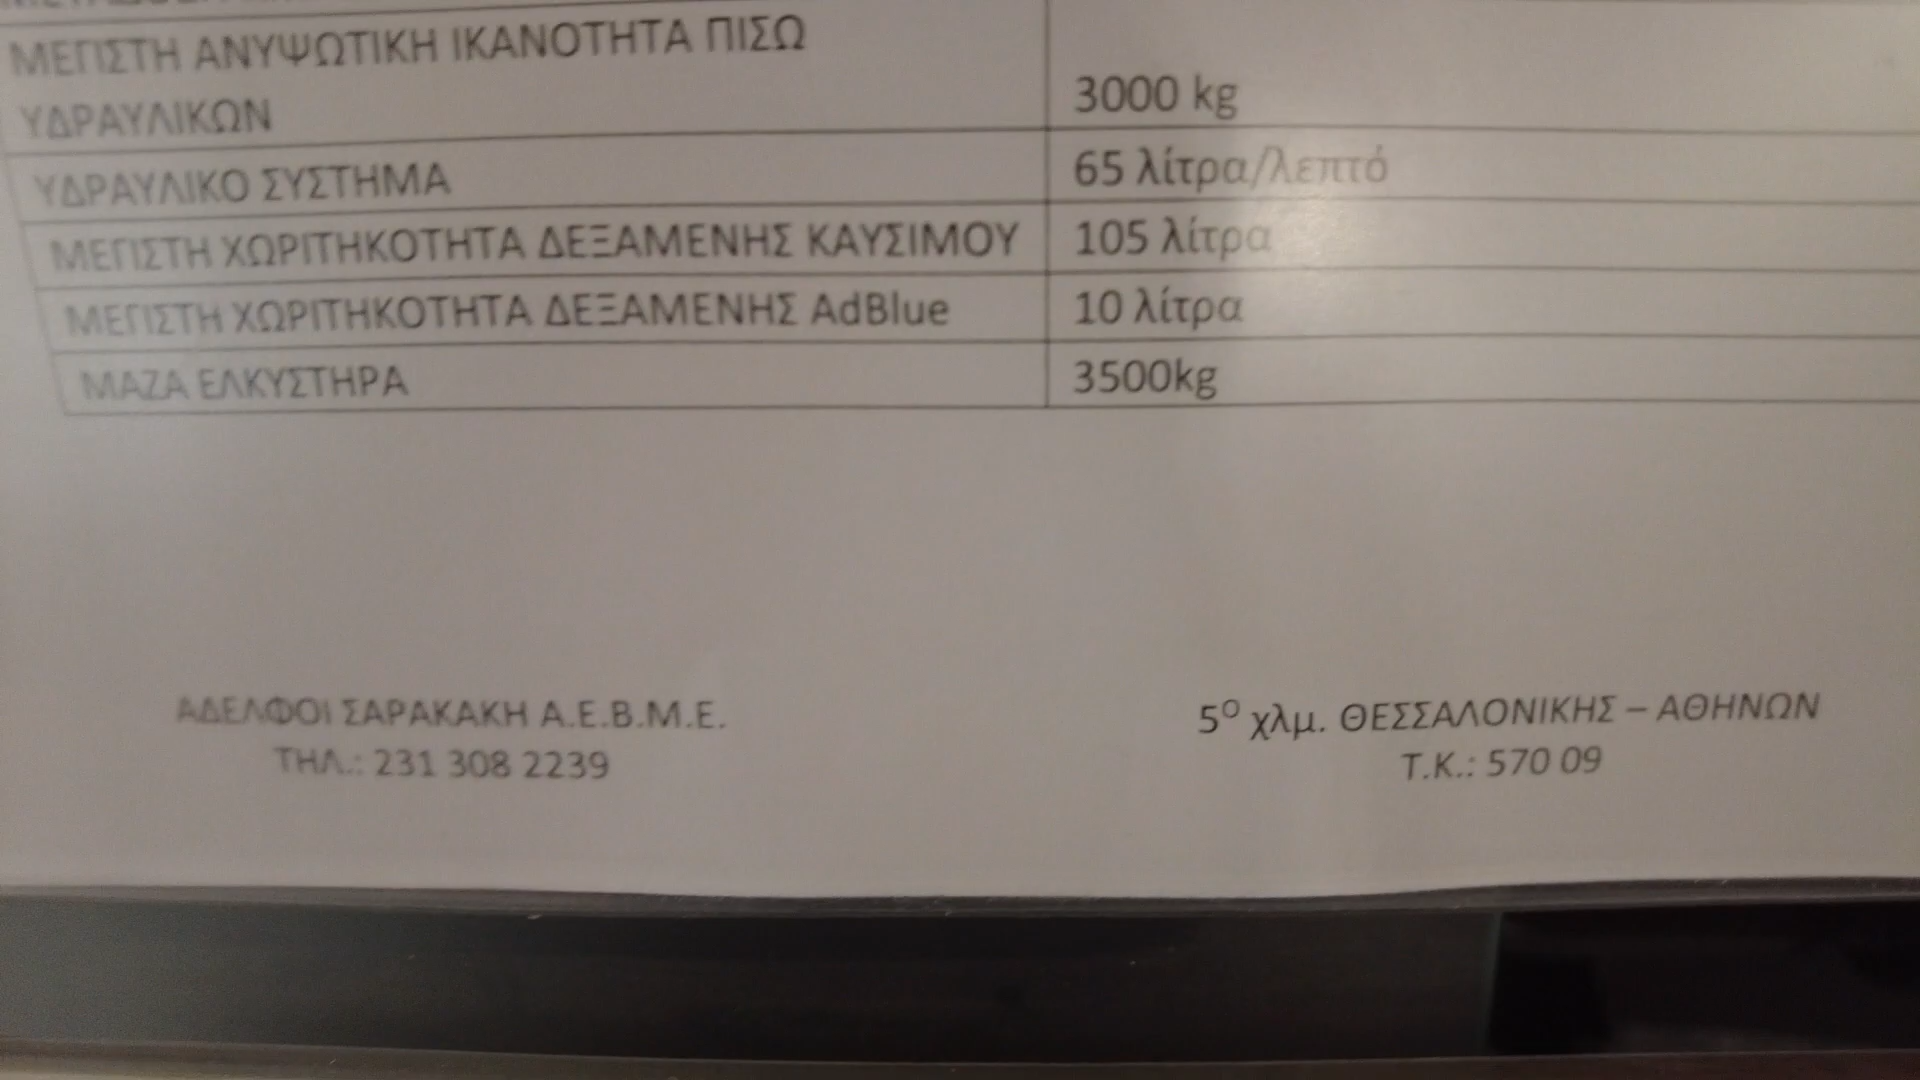 ΜΕΓΙΣΤΗ ΑΝΥΨΩΤΙΚΗ ΙΚΑΝΟΤΗΤΑ ΠΙΣΩ
ΥΔΡΑΥΛΙΚΩΝ
3000 kg
ΥΔΡΑΥΛΙΚΟ ΣΥΣΤΗΜΑ
65 λίτρα/λεπτό
ΜΕΓΙΣΤΗ ΧΩΡΙΤΗΚΟΤΗΤΑ ΔΕΞΑΜΕΝΗΣ ΚΑΥΣΙΜΟΥ
105 λίτρα
ΜΕΓΙΣΤΗ ΧΩΡΙΤΗΚΟΤΗΤΑ ΔΕΞΑΜΕΝΗΣ AdBlue
10 λίτρα
ΜΑΖΑ ΕΛΚΥΣΤΗΡΑ
3500kg
ΑΔΕΛΦΟΙ ΣΑΡΑΚΑΚΗ Α.Ε.Β.Μ.Ε.
ΤΗΛ.: 231 308 2239
5ο χλμ. ΘΕΣΣΑΛΟΝΙΚΗΣ – ΑΘΗΝΩΝ
Τ.Κ.: 570 09